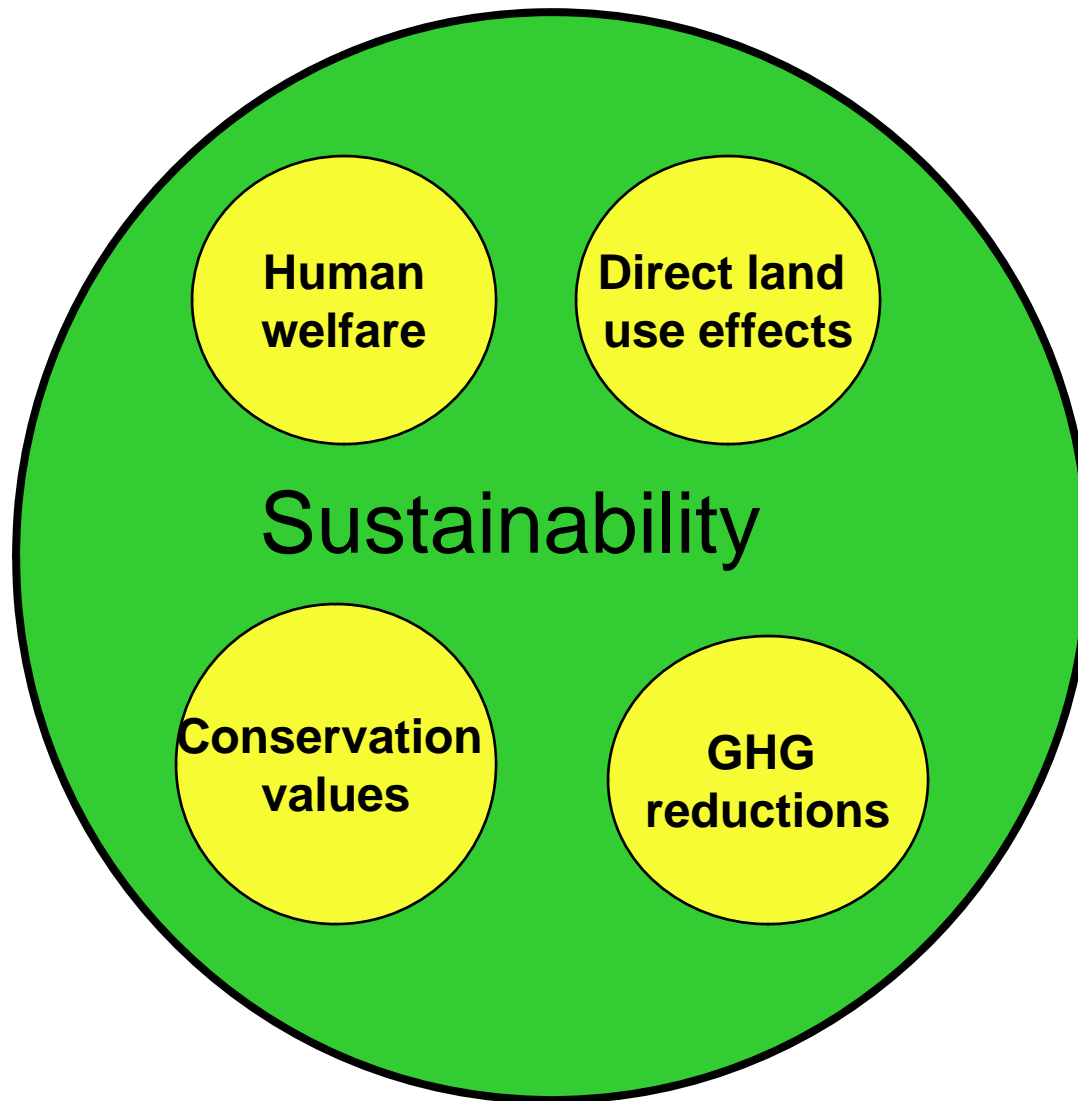 Human
welfare
Direct land
use effects
Sustainability
Conservation
values
GHG
reductions